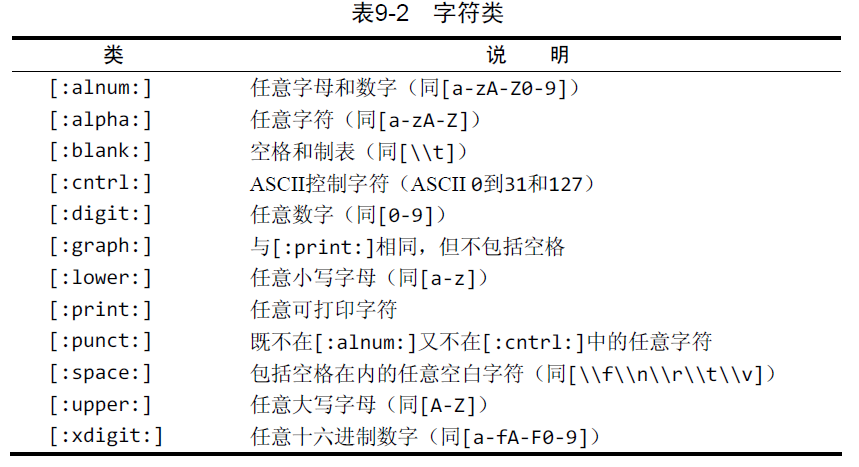 表9-2 字符类
类 说 明
[:alnum:] 任意字母和数字（同[a-zA-Z0-9]）
[:alpha:] 任意字符（同[a-zA-Z]）
[:blank:] 空格和制表（同[\\t]）
[:cntrl:] ASCII控制字符（ASCII 0到31和127）
[:digit:] 任意数字（同[0-9]）
[:graph:] 与[:print:]相同，但不包括空格
[:lower:] 任意小写字母（同[a-z]）
[:print:] 任意可打印字符
[:punct:] 既不在[:alnum:]又不在[:cntrl:]中的任意字符
[:space:] 包括空格在内的任意空白字符（同[\\f\\n\\r\\t\\v]）
[:upper:] 任意大写字母（同[A-Z]）
[:xdigit:] 任意十六进制数字（同[a-fA-F0-9]）